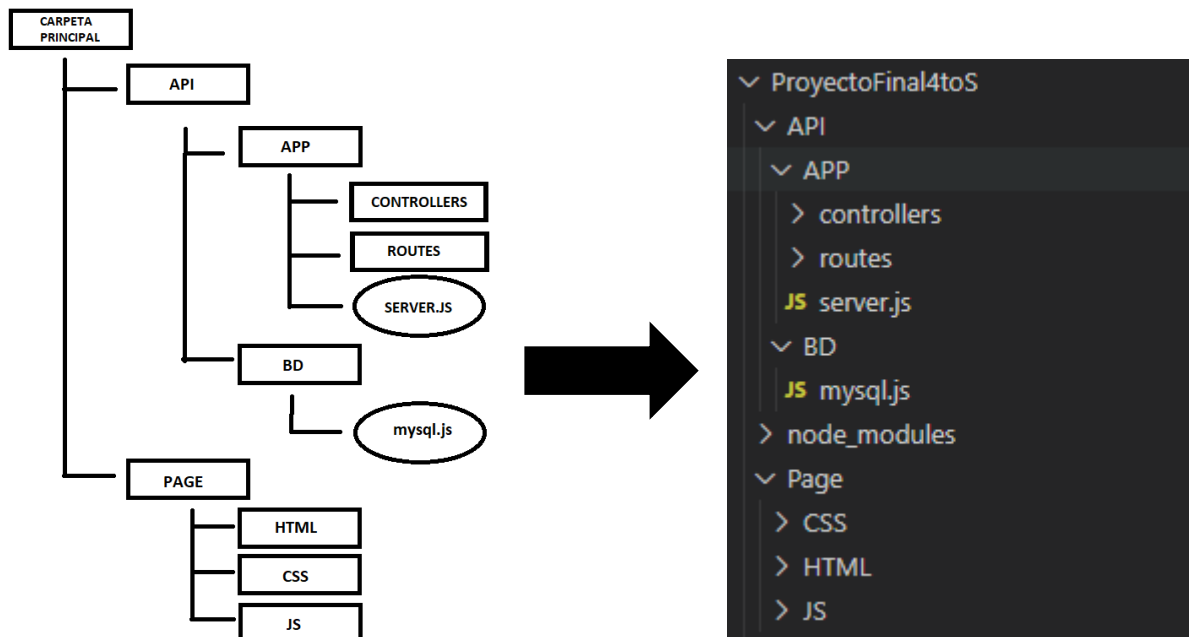 CARPETA
PRINCIPAL
API
APP
CONTROLLERS
ROUTES
SERVER.JS
BD
mysql.js
PAGE
HTML
CSS
JS
ProyectoFinal4toS
API
APP
controllers
routes
JS server.js
BD
JS mysql.js
node_modules
Page
CSS
HTML
JS